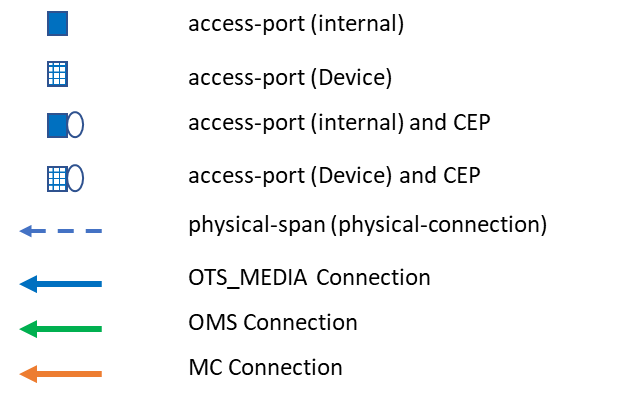 access-port (internal)
access-port (Device)
access-port (internal) and CEP
access-port (Device) and CEP
physical-span (physical-connection)
OTS_MEDIA Connection
OMS Connection
MC Connection